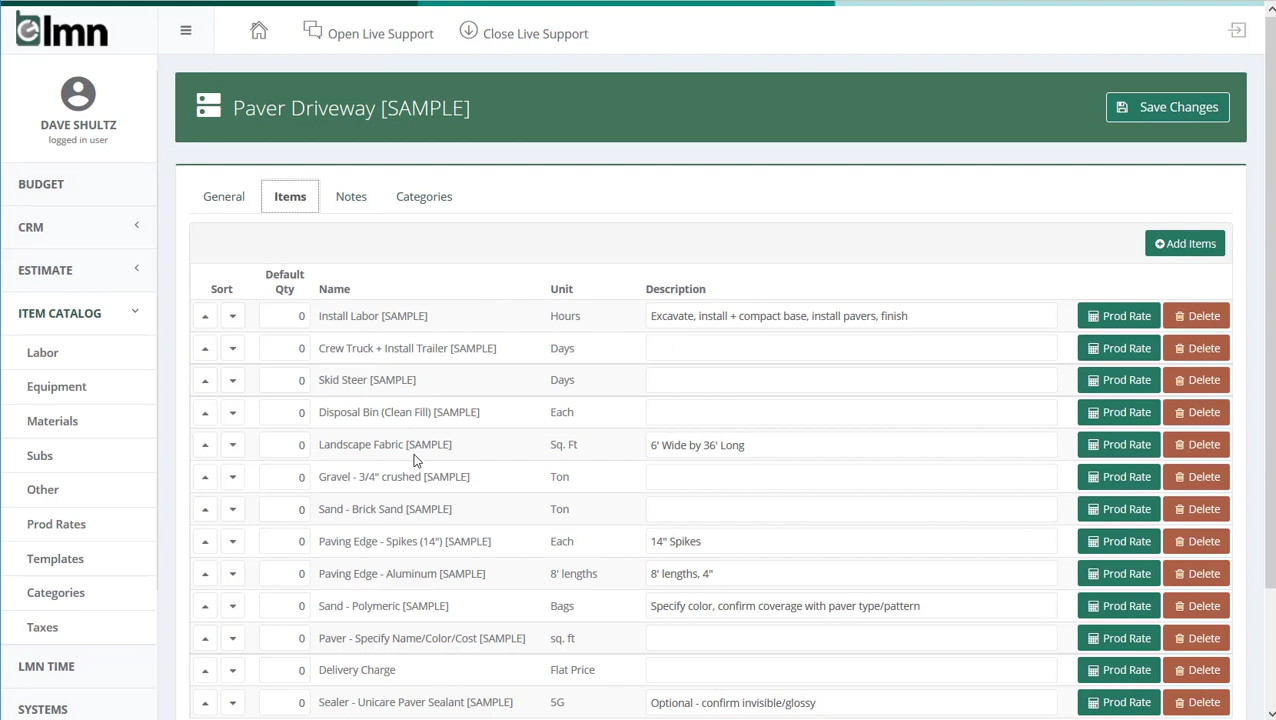 lmn
Open Live Support
Close Live Support
DAVE SHULTZ
logged in user
BUDGET
CRM
ESTIMATE
ITEM CATALOG
Labor
Equipment
Materials
Subs
Other
Prod Rates
Templates
Categories
Taxes
LMN TIME
SYSTEMS
Paver Driveway [SAMPLE]
Save Changes
General Items Notes Categories
Add Items
Sort Default Qty Name Unit Description
0 Install Labor [SAMPLE] Hours Excavate, install + compact base, install pavers, finish Prod Rate Delete
0 Crew Truck + Install Trailer [SAMPLE] Days Prod Rate Delete
0 Skid Steer [SAMPLE] Days Prod Rate Delete
0 Disposal Bin (Clean Fill) [SAMPLE] Each Prod Rate Delete
0 Landscape Fabric [SAMPLE] Sq. Ft 6' Wide by 36' Long Prod Rate Delete
0 Gravel - 3/4" crushed [SAMPLE] Ton Prod Rate Delete
0 Sand - Brick Sand [SAMPLE] Ton Prod Rate Delete
0 Paving Edge - Spikes (14") [SAMPLE] Each 14" Spikes Prod Rate Delete
0 Paving Edge - Aluminum [SAMPLE] 8' lengths 8' lengths, 4" Prod Rate Delete
0 Sand - Polymeric [SAMPLE] Bags Specify color, confirm coverage with paver type/pattern Prod Rate Delete
0 Paver - Specify Name/Color/Cost [SAMPLE] sq. ft Prod Rate Delete
0 Delivery Charge Flat Price Prod Rate Delete
0 Sealer - Unicare Paver Sealant [SAMPLE] 5G Optional - confirm invisible/glossy Prod Rate Delete